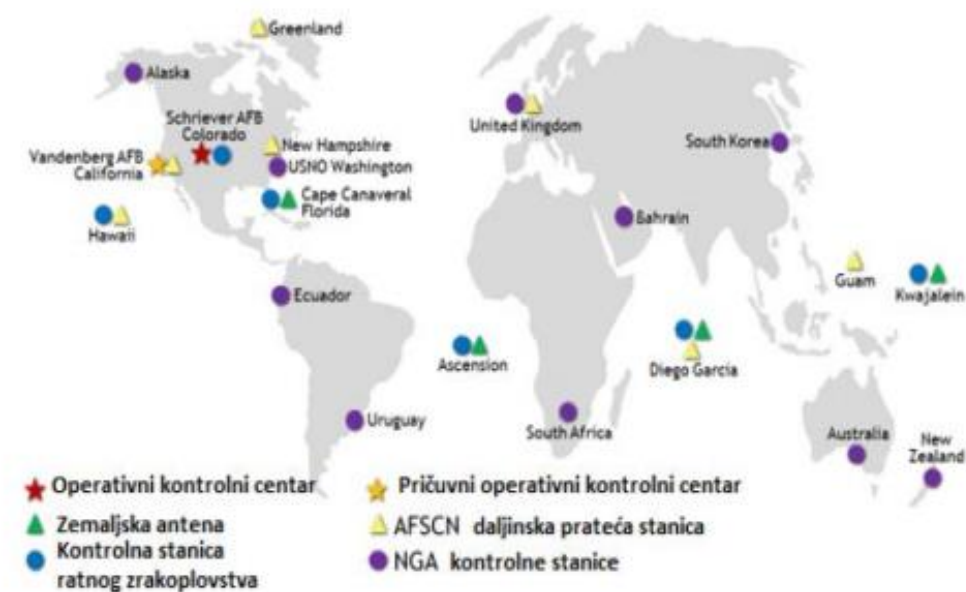 Greenland
Alaska
Schriever AFB
Colorado
United Kingdom
South Korea
New Hampshire
Vandenberg AFB
California
USNO Washington
Cape Canaveral
Florida
Bahrain
Hawaii
Guam
Kwajalein
Ecuador
Ascension
Diego Garcia
Uruguay
South Africa
Australia
New
Zealand
Operativni kontrolni centar
Zemaljska antena
Kontrolna stanica
ratnog zrakoplovstva
Pričuvni operativni kontrolni centar
AFSCN daljinska prateća stanica
NGA kontrolne stanice